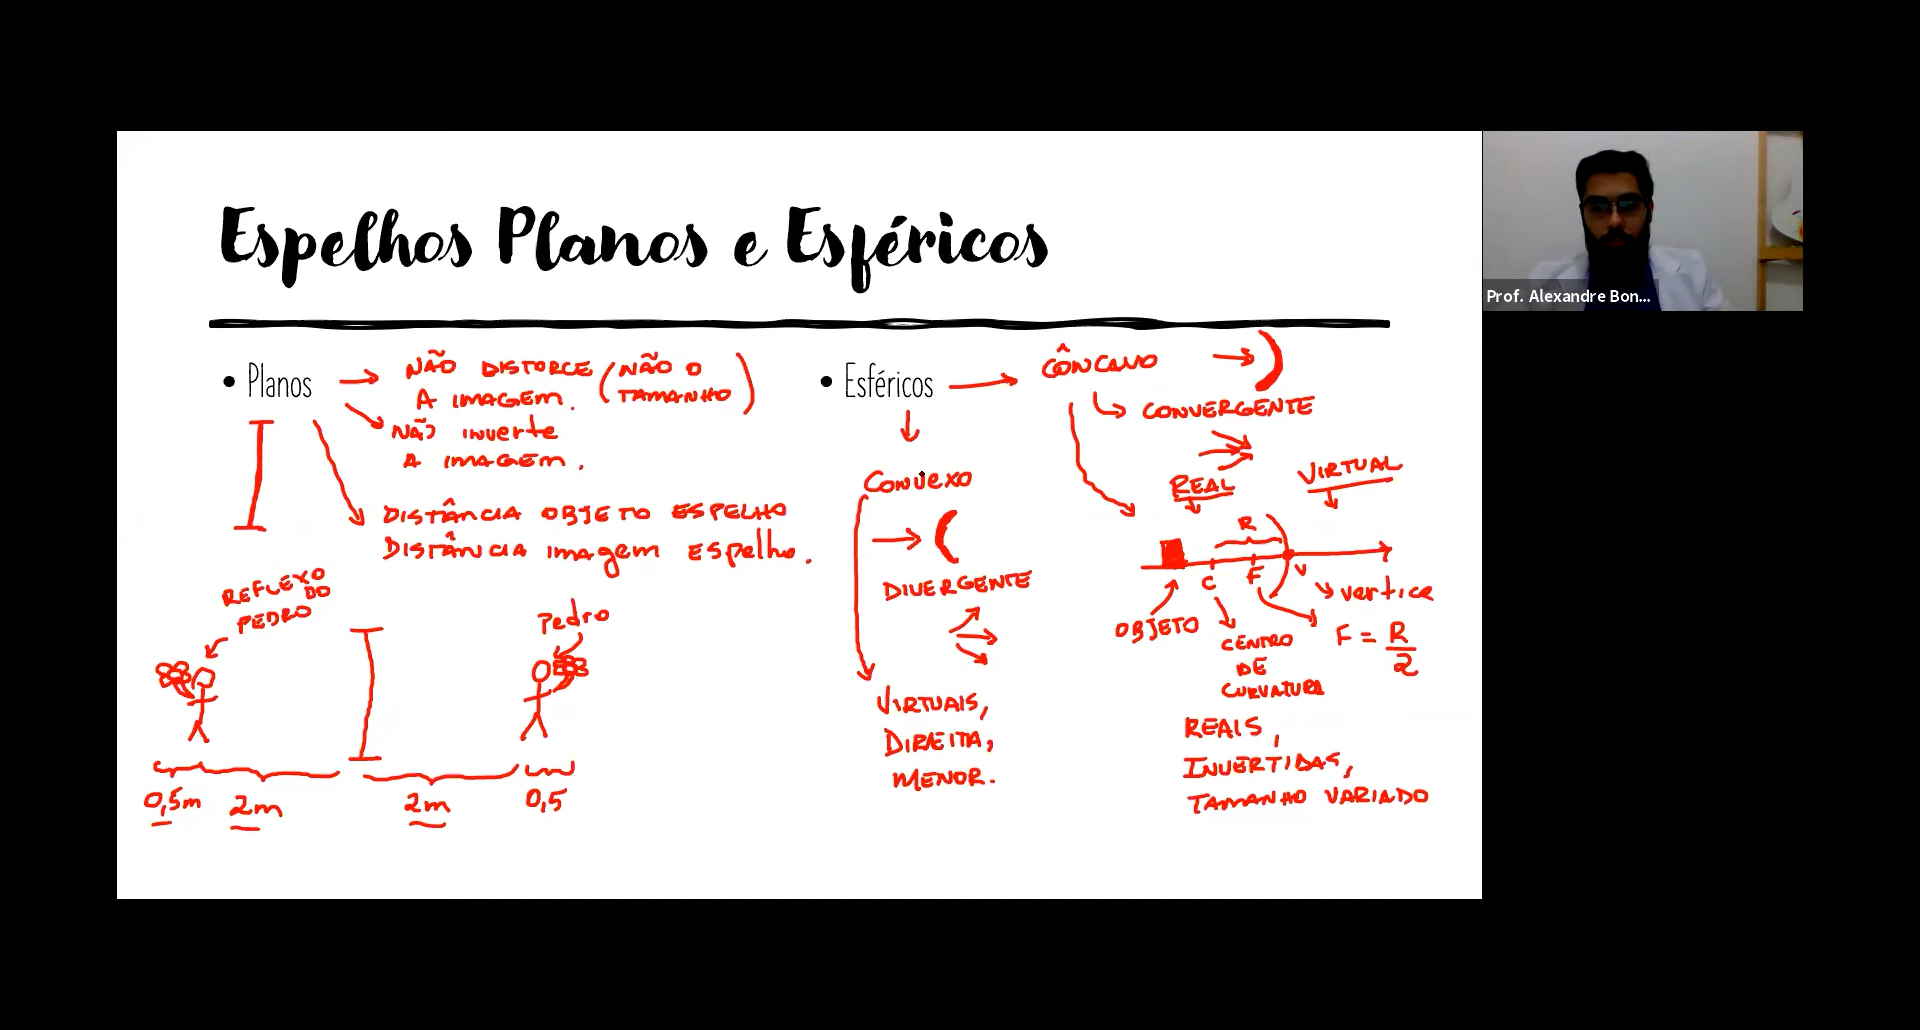 Espelhos Planos e Esféricos
Prof. Alexandre Bon...
• Planos
NÃO DISTORCE (NÃO O
A IMAGEM. TAMANHO)
NÃO INVERTE
A IMAGEM.
DISTÂNCIA OBJETO ESPELHO
DISTÂNCIA IMAGEM ESPELHO.
REFLEXO
DO
PEDRO
Pedro
0,5m 2m 2m 0,5
• Esféricos
CÔNCAVO
CONVERGENTE
CONVEXO
DIVERGENTE
VIRTUAIS,
DIREITA,
MENOR.
REAL
VIRTUAL
R
C F V
vertice
OBJETO
CENTRO
DE
CURVATURA
F = R
2
REAIS,
INVERTIDAS,
TAMANHO VARIADO